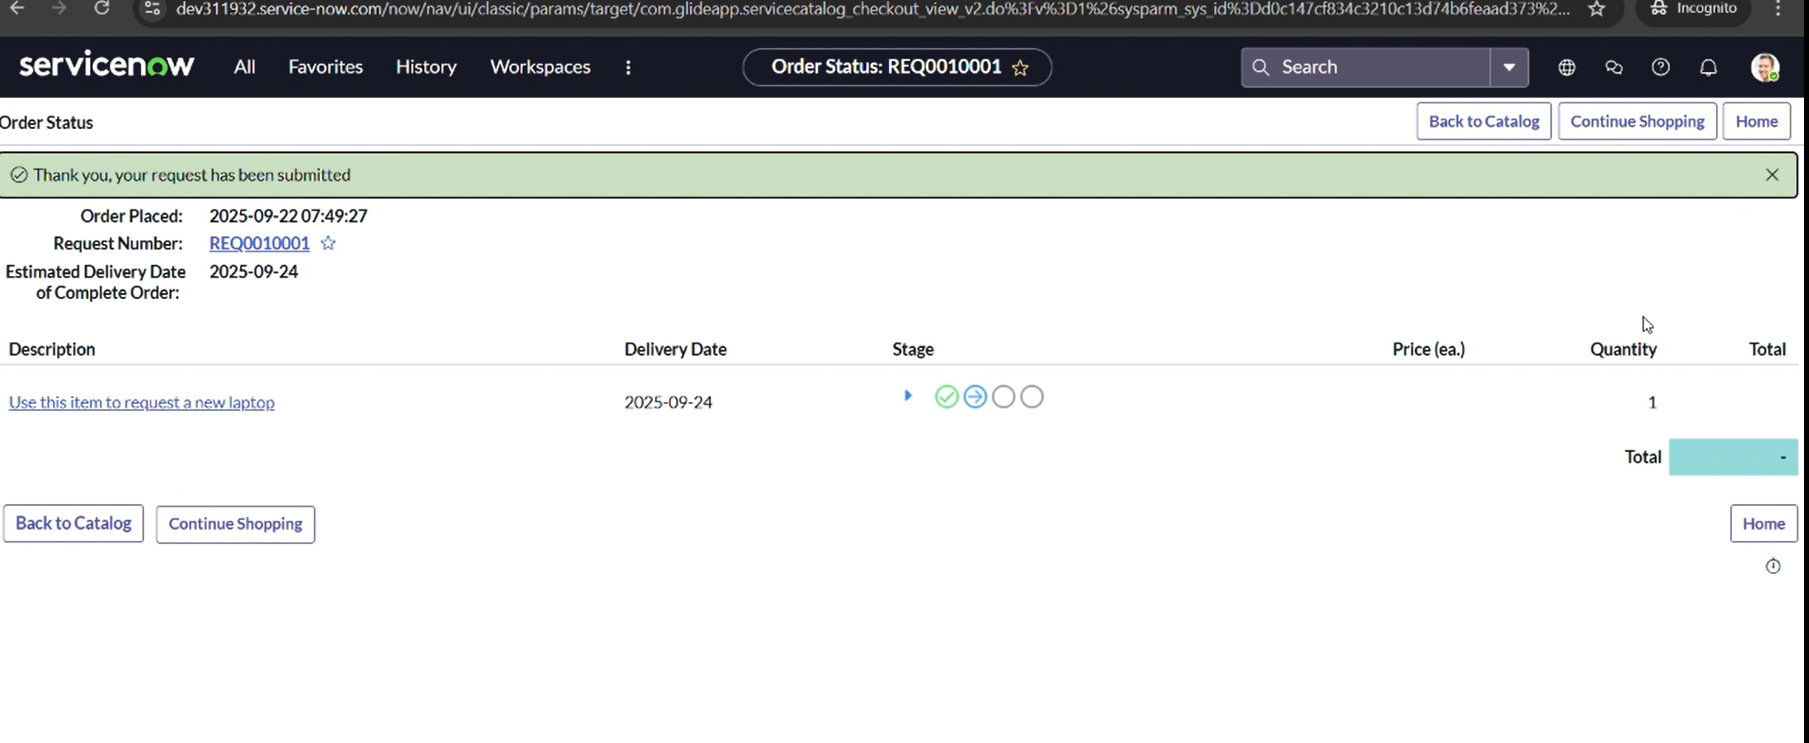 dev311932.service-now.com/now/nav/ui/classic/params/target/com.glideapp.servicecatalog_checkout_view_v2.do%3Fv%3D1%26sysparm_sys_id%3Dd0c147cf834c3210c13d74b6feaad373%2... Incognito
servicenow All Favorites History Workspaces Order Status: REQ0010001 Search
Order Status Back to Catalog Continue Shopping Home
Thank you, your request has been submitted
Order Placed: 2025-09-22 07:49:27
Request Number: REQ0010001
Estimated Delivery Date 2025-09-24
of Complete Order:
Description Delivery Date Stage Price (ea.) Quantity Total
Use this item to request a new laptop 2025-09-24 1
Total -
Back to Catalog Continue Shopping Home